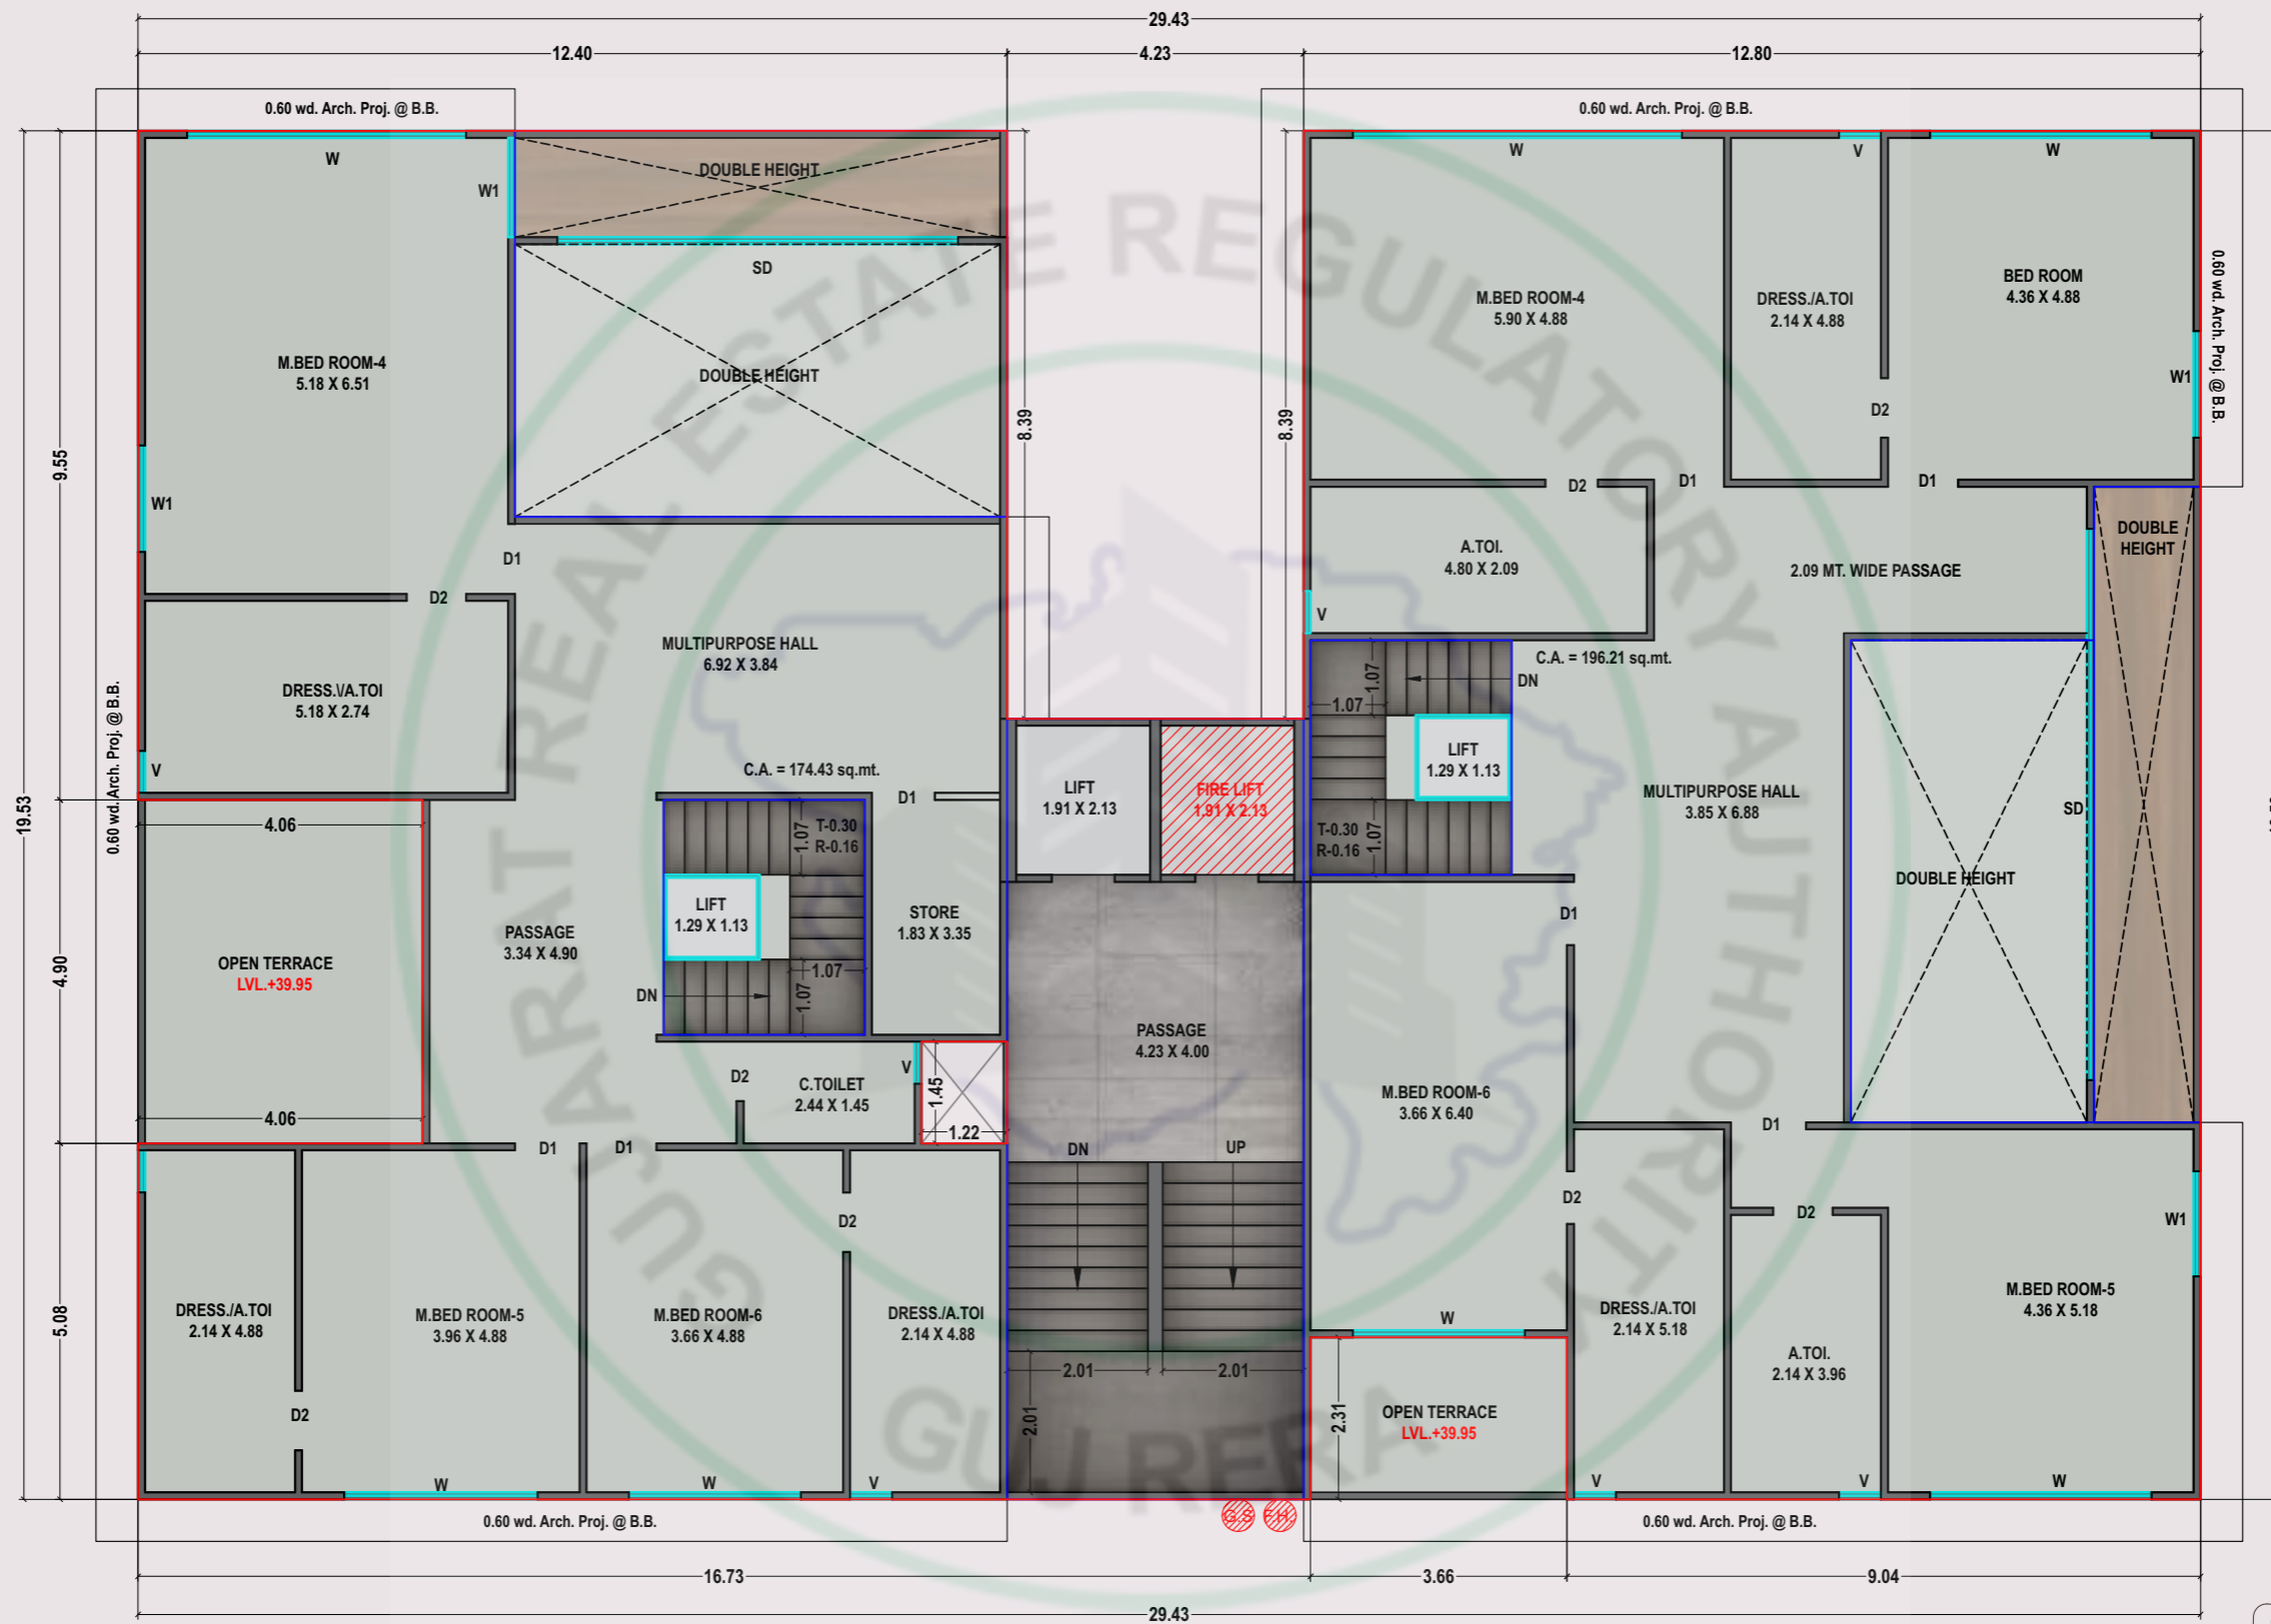 29.43
12.40
4.23
12.80
0.60 wd. Arch. Proj. @ B.B.
0.60 wd. Arch. Proj. @ B.B.
W
W1
DOUBLE HEIGHT
SD
DOUBLE HEIGHT
M.BED ROOM-4
5.18 X 6.51
W1
D1
D2
DRESS.\/A.TOI
5.18 X 2.74
V
MULTIPURPOSE HALL
6.92 X 3.84
C.A. = 174.43 sq.mt.
D1
9.55
19.53
4.90
5.08
0.60 wd. Arch. Proj. @ B.B.
8.39
8.39
4.06
OPEN TERRACE
LVL.+39.95
4.06
PASSAGE
3.34 X 4.90
1.07
T-0.30
R-0.16
LIFT
1.29 X 1.13
1.07
DN
1.07
STORE
1.83 X 3.35
D2
C.TOILET
2.44 X 1.45
V
1.45
1.22
D1
D1
DRESS./A.TOI
2.14 X 4.88
D2
M.BED ROOM-5
3.96 X 4.88
W
M.BED ROOM-6
3.66 X 4.88
W
D2
DRESS./A.TOI
2.14 X 4.88
V
0.60 wd. Arch. Proj. @ B.B.
LIFT
1.91 X 2.13
FIRE LIFT
1.91 X 2.13
PASSAGE
4.23 X 4.00
DN
UP
2.01
2.01
2.01
G.S
F.H.
W
V
W
M.BED ROOM-4
5.90 X 4.88
DRESS./A.TOI
2.14 X 4.88
BED ROOM
4.36 X 4.88
W1
0.60 wd. Arch. Proj. @ B.B.
D2
D2
D1
D1
A.TOI.
4.80 X 2.09
V
2.09 MT. WIDE PASSAGE
DOUBLE
HEIGHT
C.A. = 196.21 sq.mt.
1.07
1.07
DN
LIFT
1.29 X 1.13
T-0.30
R-0.16
1.07
MULTIPURPOSE HALL
3.85 X 6.88
SD
DOUBLE HEIGHT
D1
M.BED ROOM-6
3.66 X 6.40
D1
D2
D2
W
W1
DRESS./A.TOI
2.14 X 5.18
A.TOI.
2.14 X 3.96
M.BED ROOM-5
4.36 X 5.18
OPEN TERRACE
LVL.+39.95
2.31
V
V
W
0.60 wd. Arch. Proj. @ B.B.
16.73
3.66
9.04
29.43
GUJARAT REAL ESTATE REGULATORY AUTHORITY
GUJ RERA